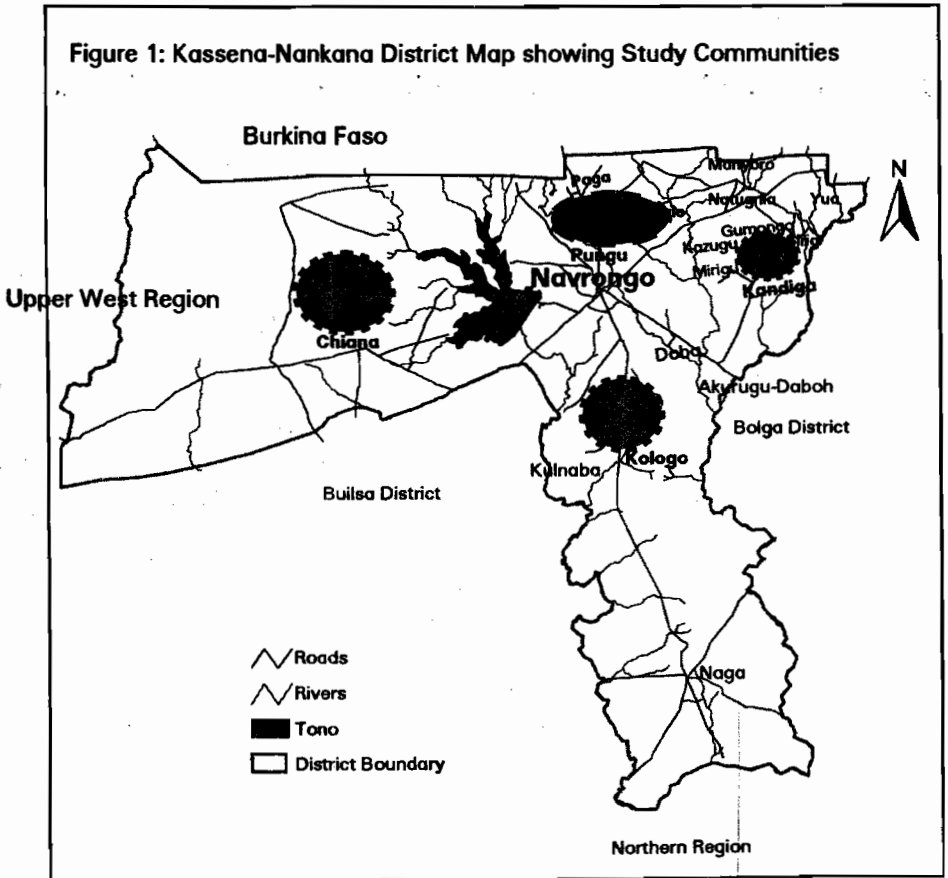 Figure 1: Kassena-Nankana District Map showing Study Communities
Burkina Faso
N
Manyoro
Paga
Natugnia
Yua
Gumongo
Kazugu
Pungu
Mirigu
Navrongo
Kandiga
Upper West Region
Chiana
Doba
Akurugu-Daboh
Bolga District
Kologo
Kulnaba
Builsa District
Roads
Rivers
Naga
Tono
District Boundary
Northern Region